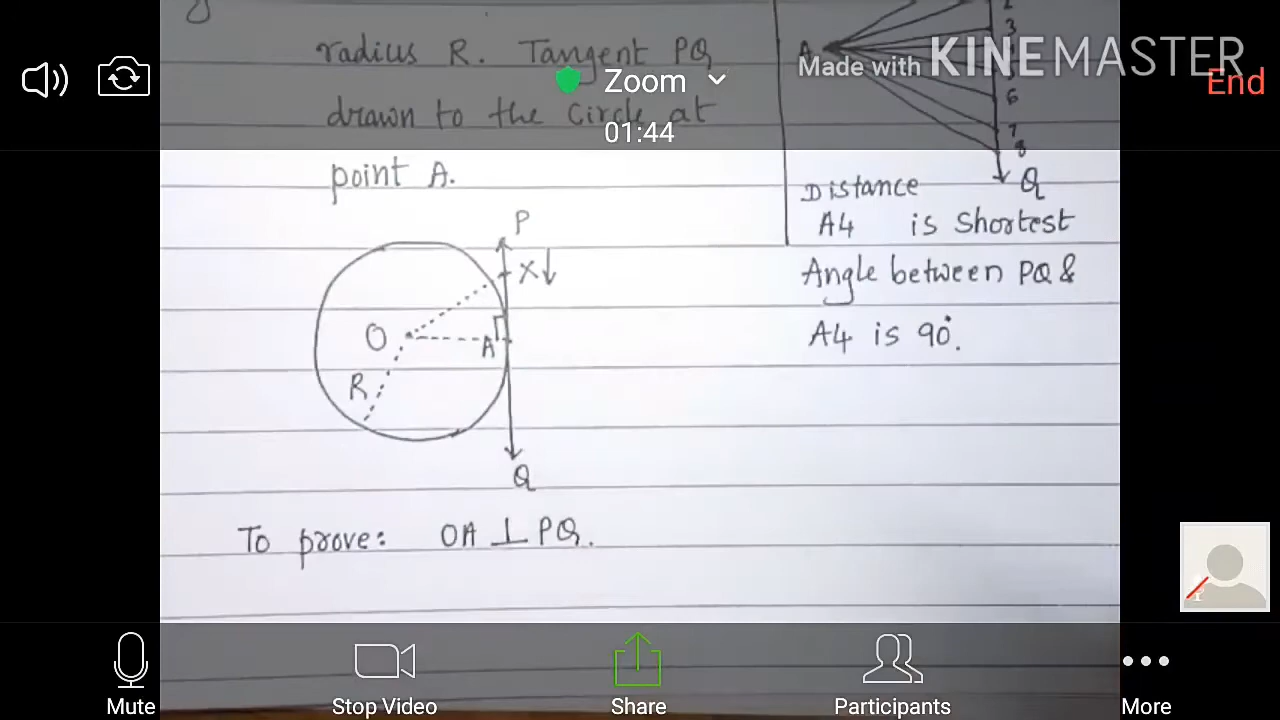 radius R. Tangent PQ
drawn to the circle at
point A.
P
X↓
O
A
R
Q
To prove: OA ⊥ PQ.
A
3
6
7
8
Q
Distance
A4 is shortest
Angle between PQ &
A4 is 90°.
Made with KINEMASTER
Zoom
01:44
End
Mute
Stop Video
Share
Participants
More